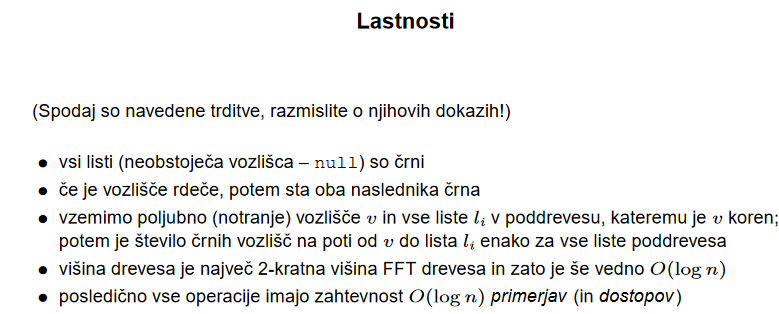 Lastnosti
(Spodaj so navedene trditve, razmislite o njihovih dokazih!)
• vsi listi (neobstoječa vozlišca – null) so črni
• če je vozlišče rdeče, potem sta oba naslednika črna
• vzemimo poljubno (notranje) vozlišče v in vse liste lᵢ v poddrevesu, kateremu je v koren;
potem je število črnih vozlišč na poti od v do lista lᵢ enako za vse liste poddrevesa
• višina drevesa je največ 2-kratna višina FFT drevesa in zato je še vedno O(log n)
• posledično vse operacije imajo zahtevnost O(log n) primerjav (in dostopov)